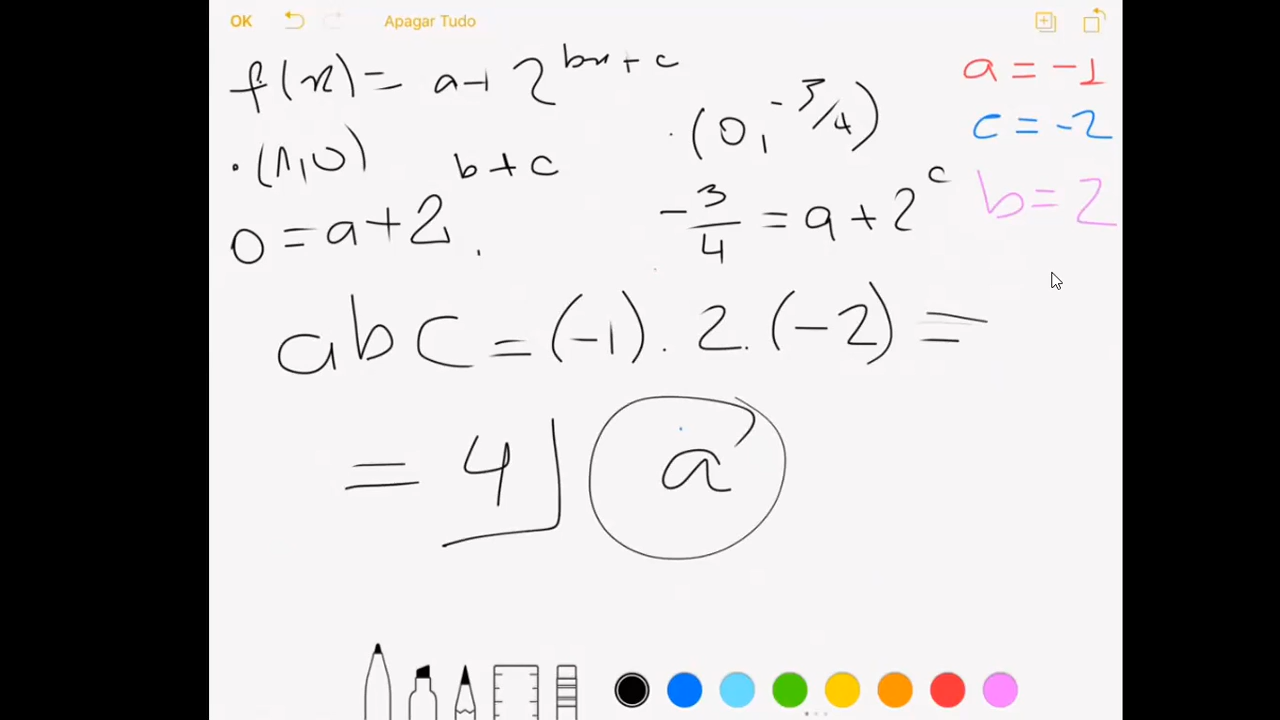 OK Apagar Tudo
f(x) = a + 2^{bx + c}
a = -1
. (0, -3/4)
c = -2
. (1,0)
0 = a + 2^{b + c} .
-3/4 = a + 2^c
b = 2
abc = (-1) . 2 . (-2) =
= 4
a